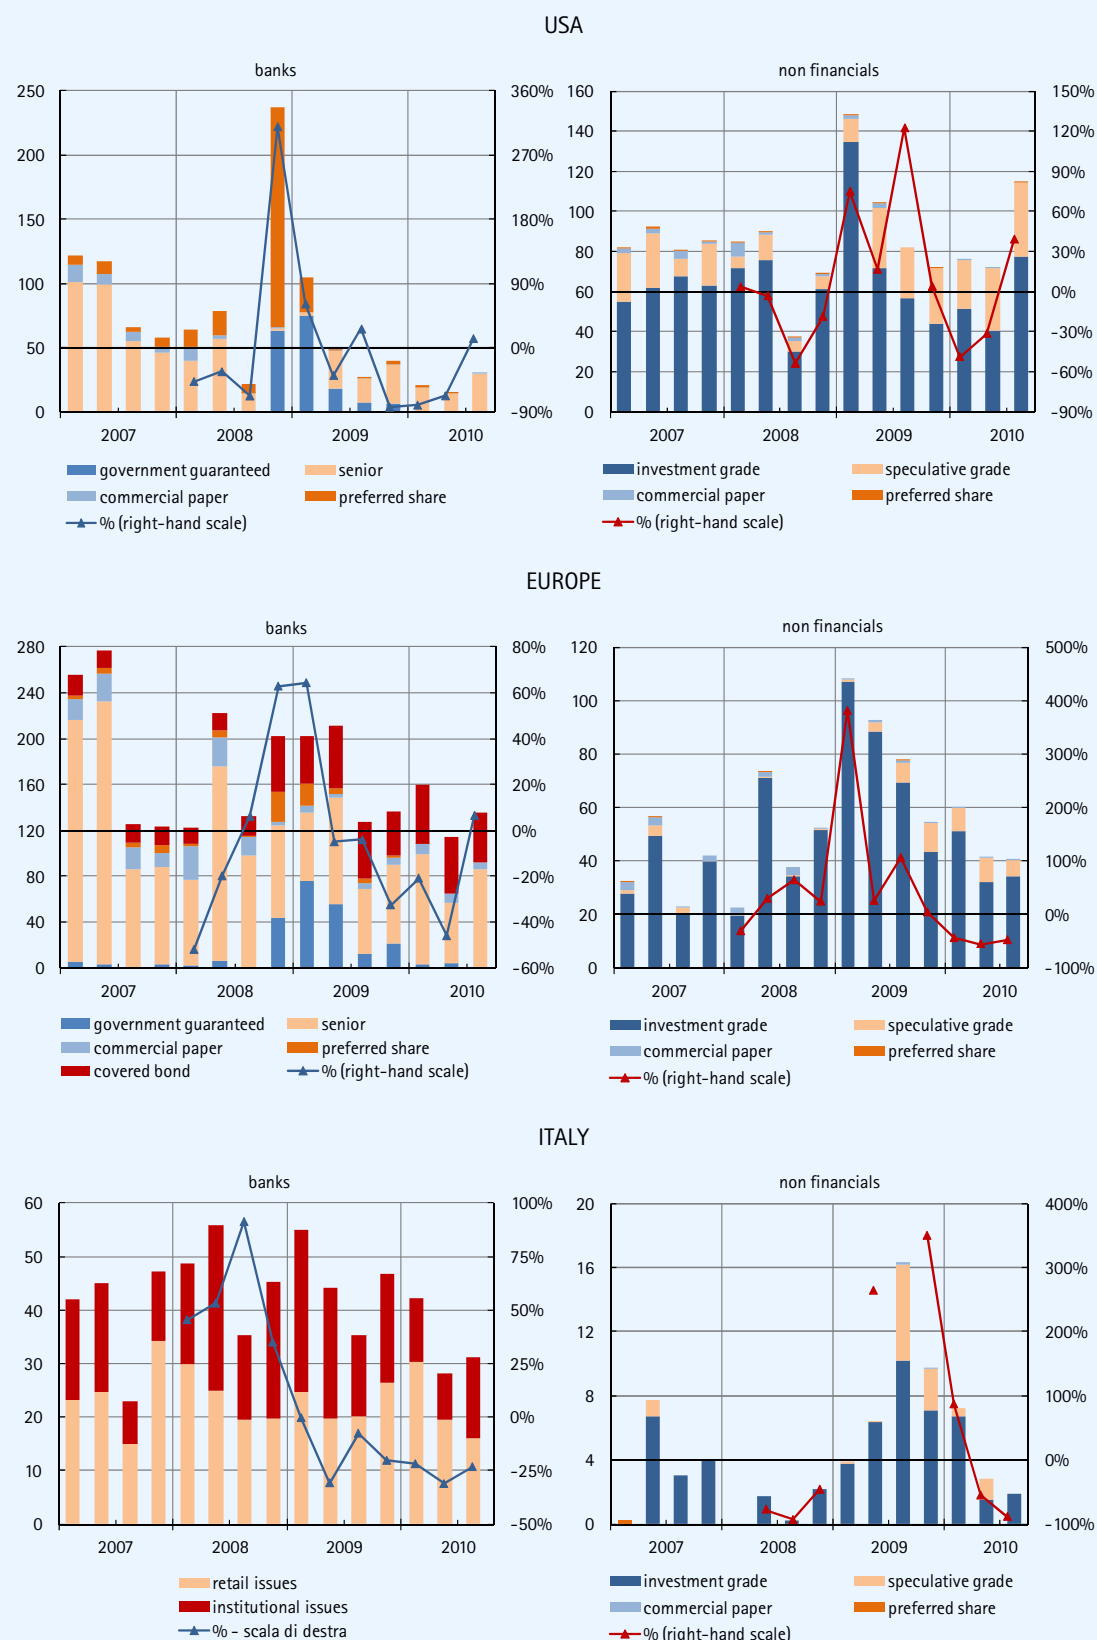 USA
banks
250
200
150
100
50
0
360%
270%
180%
90%
0%
-90%
2007 2008 2009 2010
government guaranteed senior
commercial paper preferred share
% (right-hand scale)
non financials
160
140
120
100
80
60
40
20
0
150%
120%
90%
60%
30%
0%
-30%
-60%
-90%
2007 2008 2009 2010
investment grade speculative grade
commercial paper preferred share
% (right-hand scale)
EUROPE
banks
280
240
200
160
120
80
40
0
80%
60%
40%
20%
0%
-20%
-40%
-60%
2007 2008 2009 2010
government guaranteed senior
commercial paper preferred share
covered bond % (right-hand scale)
non financials
120
100
80
60
40
20
0
500%
400%
300%
200%
100%
0%
-100%
2007 2008 2009 2010
investment grade speculative grade
commercial paper preferred share
% (right-hand scale)
ITALY
banks
60
50
40
30
20
10
0
100%
75%
50%
25%
0%
-25%
-50%
2007 2008 2009 2010
retail issues
institutional issues
% - scala di destra
non financials
20
16
12
8
4
0
400%
300%
200%
100%
0%
-100%
2007 2008 2009 2010
investment grade speculative grade
commercial paper preferred share
% (right-hand scale)